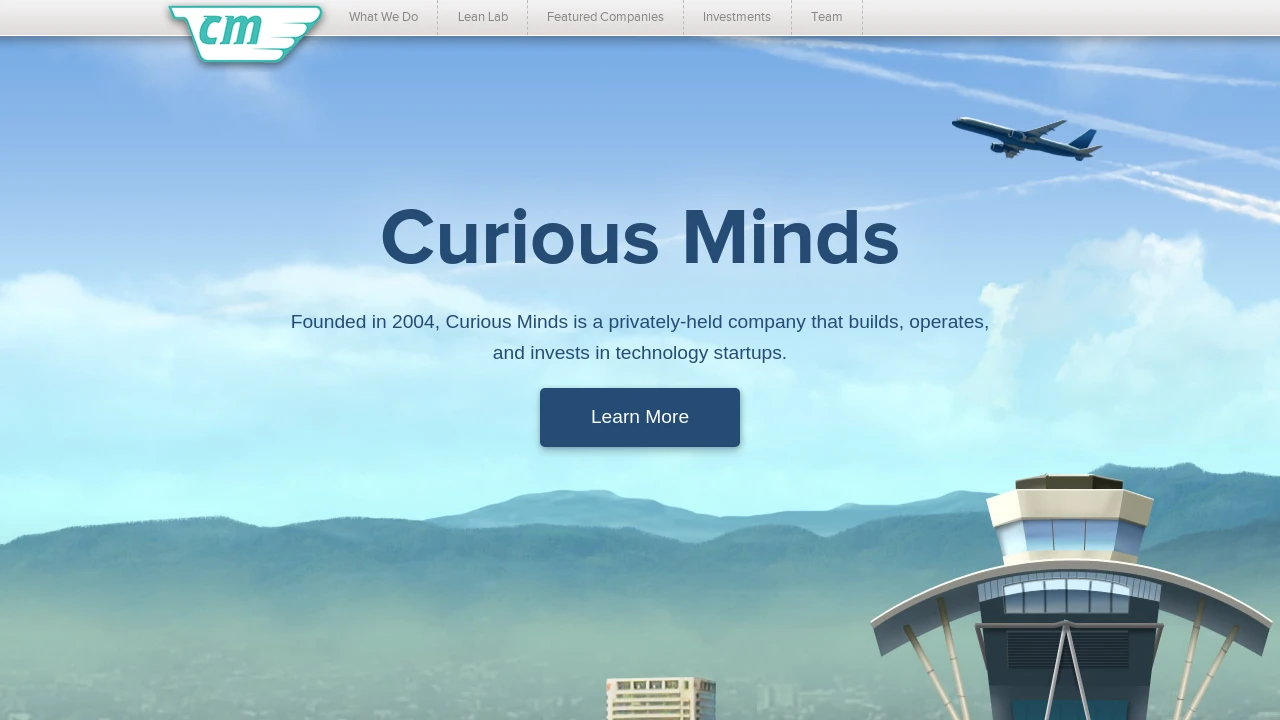 cm
What We Do
Lean Lab
Featured Companies
Investments
Team
Curious Minds
Founded in 2004, Curious Minds is a privately-held company that builds, operates,
and invests in technology startups.
Learn More